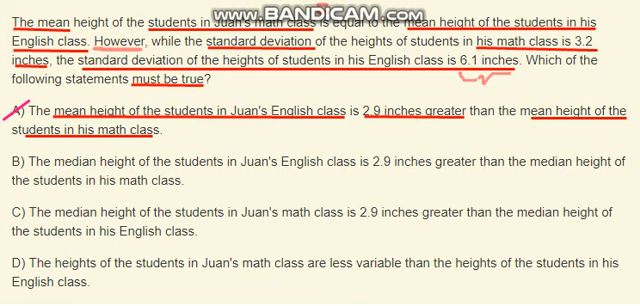 www.BANDICAM.com
The mean height of the students in Juan's math class is equal to the mean height of the students in his
English class. However, while the standard deviation of the heights of students in his math class is 3.2
inches, the standard deviation of the heights of students in his English class is 6.1 inches. Which of the
following statements must be true?
A) The mean height of the students in Juan's English class is 2.9 inches greater than the mean height of the
students in his math class.
B) The median height of the students in Juan's English class is 2.9 inches greater than the median height of
the students in his math class.
C) The median height of the students in Juan's math class is 2.9 inches greater than the median height of
the students in his English class.
D) The heights of the students in Juan's math class are less variable than the heights of the students in his
English class.